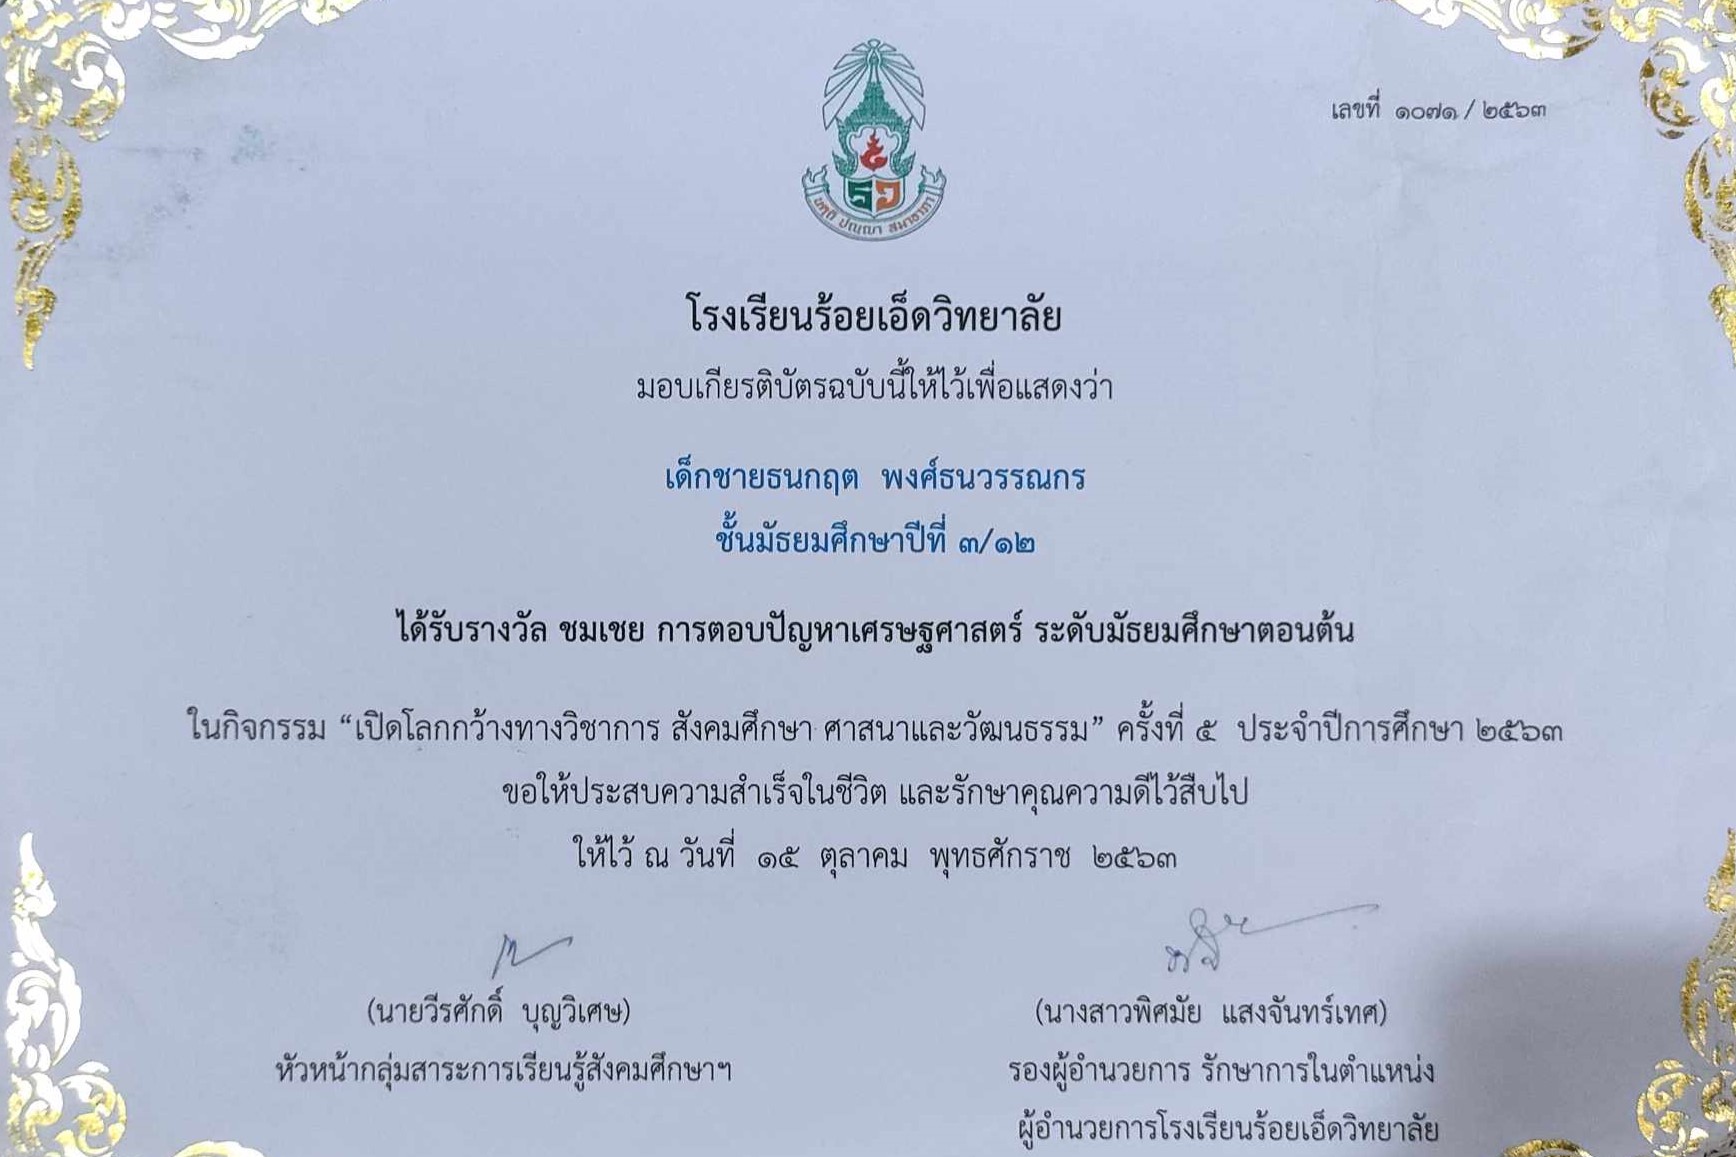 เลขที่ ๑๐๗๑ / ๒๕๖๓
ธ ว
โรงเรียนร้อยเอ็ดวิทยาลัย
มอบเกียรติบัตรฉบับนี้ให้ไว้เพื่อแสดงว่า
เด็กชายธนกฤต พงศ์ธนวรรณกร
ชั้นมัธยมศึกษาปีที่ ๓/๑๒
ได้รับรางวัล ชมเชย การตอบปัญหาเศรษฐศาสตร์ ระดับมัธยมศึกษาตอนต้น
ในกิจกรรม “เปิดโลกกว้างทางวิชาการ สังคมศึกษา ศาสนาและวัฒนธรรม” ครั้งที่ ๕ ประจำปีการศึกษา ๒๕๖๓
ขอให้ประสบความสำเร็จในชีวิต และรักษาคุณความดีไว้สืบไป
ให้ไว้ ณ วันที่ ๑๕ ตุลาคม พุทธศักราช ๒๕๖๓
(นายวีรศักดิ์ บุญวิเศษ)
หัวหน้ากลุ่มสาระการเรียนรู้สังคมศึกษาฯ
(นางสาวพิศมัย แสงจันทร์เทศ)
รองผู้อำนวยการ รักษาการในตำแหน่ง
ผู้อำนวยการโรงเรียนร้อยเอ็ดวิทยาลัย